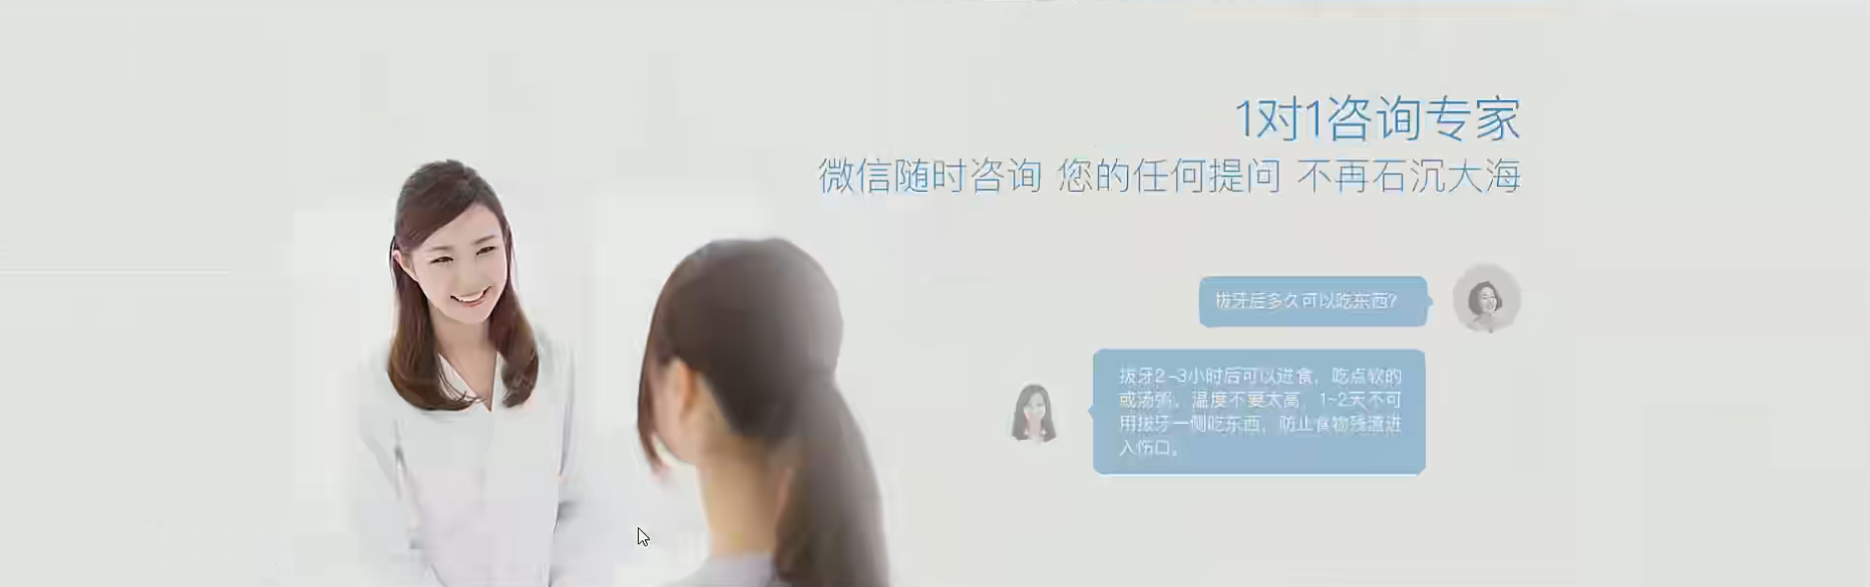 1对1咨询专家
微信随时咨询 您的任何提问 不再石沉大海
拔牙后多久可以吃东西?
拔牙2-3小时后可以进食，吃点软的
或汤粥，温度不要太高，1-2天不可
用拔牙一侧吃东西，防止食物残渣进
入伤口。